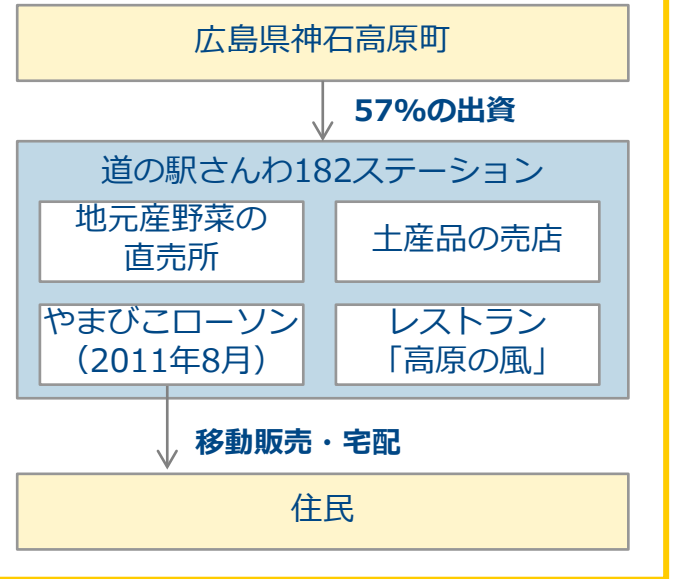 広島県神石高原町
57%の出資
道の駅さんわ182ステーション
地元産野菜の
直売所
土産品の売店
やまびこローソン
（2011年8月）
レストラン
「高原の風」
移動販売・宅配
住民